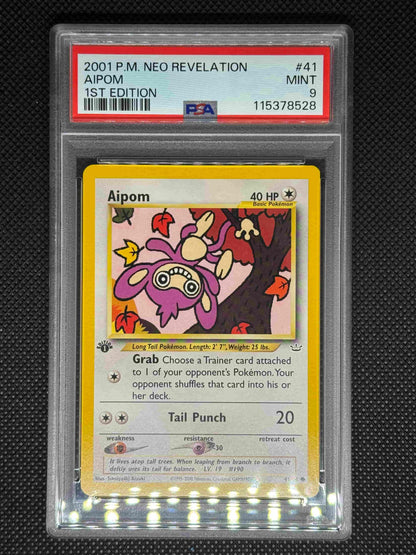 2001 P.M. NEO REVELATION #41
AIPOM MINT
1ST EDITION 9
PSA 115378528
Aipom 40 HP
Basic Pokémon
Long Tail Pokémon. Length: 2' 7", Weight: 25 lbs.
Grab Choose a Trainer card attached
to 1 of your opponent's Pokémon. Your
opponent shuffles that card into his or
her deck.
Tail Punch 20
weakness resistance retreat cost
-30
It lives atop tall trees. When leaping from branch to branch, it
deftly uses its tail for balance. LV. 19 #190